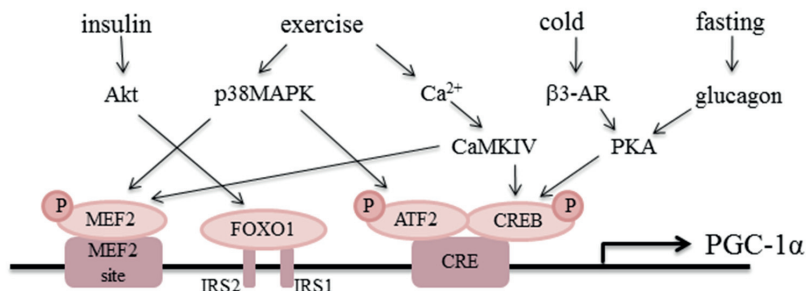 insulin exercise cold fasting
Akt p38MAPK Ca²⁺ β3-AR glucagon
CaMKIV PKA
P MEF2 FOXO1 P ATF2 CREB P
MEF2 site CRE PGC-1α
IRS2 IRS1